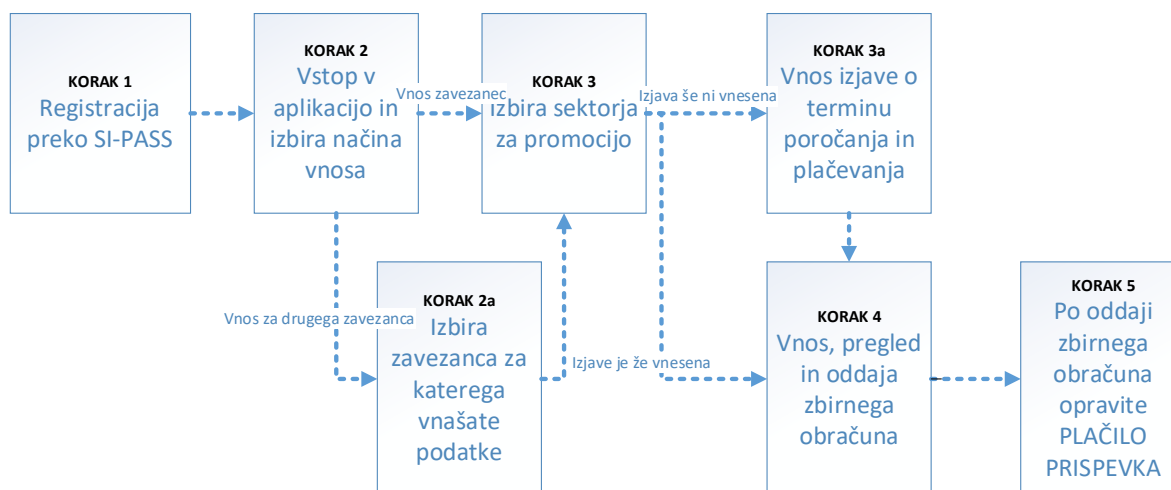 KORAK 1
Registracija
preko SI-PASS
KORAK 2
Vstop v
aplikacijo in
izbira načina
vnosa
Vnos zavezanec
KORAK 3
Izbira sektorja
za promocijo
Izjava še ni vnesena
KORAK 3a
Vnos izjave o
terminu
poročanja in
plačevanja
Vnos za drugega zavezanca
KORAK 2a
Izbira
zavezanca za
katerega
vnašate
podatke
Izjave je že vnesena
KORAK 4
Vnos, pregled
in oddaja
zbirnega
obračuna
KORAK 5
Po oddaji
zbirnega
obračuna
opravite
PLAČILO
PRISPEVKA